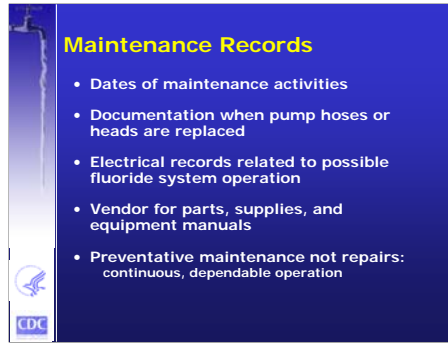 Maintenance Records
• Dates of maintenance activities
• Documentation when pump hoses or
heads are replaced
• Electrical records related to possible
fluoride system operation
• Vendor for parts, supplies, and
equipment manuals
• Preventative maintenance not repairs:
continuous, dependable operation
CDC